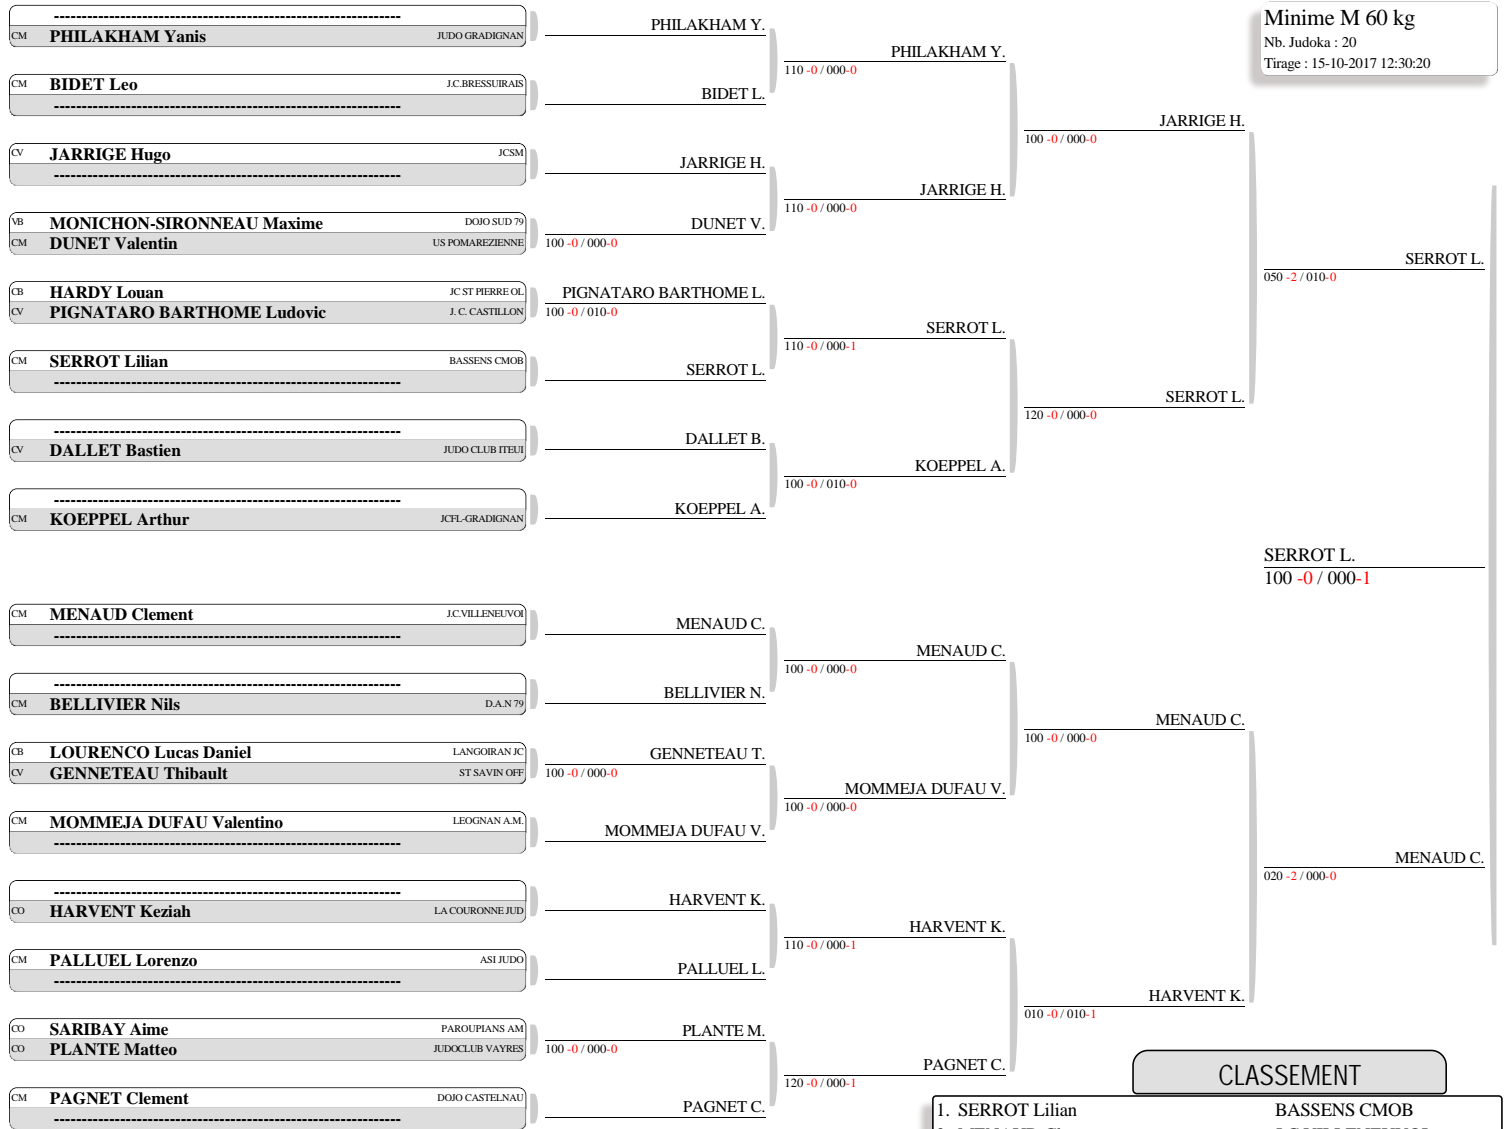 Minime M 60 kg
Nb. Judoka : 20
Tirage : 15-10-2017 12:30:20
------------------------------------------------------------
CM PHILAKHAM Yanis JUDO GRADIGNAN
CM BIDET Leo J.C.BRESSUIRAIS
------------------------------------------------------------
CV JARRIGE Hugo JCSM
------------------------------------------------------------
VB MONICHON-SIRONNEAU Maxime DOJO SUD 79
CM DUNET Valentin US POMAREZIENNE
CB HARDY Louan JC ST PIERRE OL
CV PIGNATARO BARTHOME Ludovic J. C. CASTILLON
CM SERROT Lilian BASSENS CMOB
------------------------------------------------------------
------------------------------------------------------------
CV DALLET Bastien JUDO CLUB ITEUI
------------------------------------------------------------
CM KOEPPEL Arthur JCFL-GRADIGNAN
CM MENAUD Clement J.C.VILLENEUVOI
------------------------------------------------------------
------------------------------------------------------------
CM BELLIVIER Nils D.A.N 79
CB LOURENCO Lucas Daniel LANGOIRAN JC
CV GENNETEAU Thibault ST SAVIN OFF
CM MOMMEJA DUFAU Valentino LEOGNAN A.M.
------------------------------------------------------------
------------------------------------------------------------
CO HARVENT Keziah LA COURONNE JUD
CM PALLUEL Lorenzo ASI JUDO
------------------------------------------------------------
CO SARIBAY Aime PAROUPIANS AM
CO PLANTE Matteo JUDOCLUB VAYRES
CM PAGNET Clement DOJO CASTELNAU
------------------------------------------------------------
PHILAKHAM Y.
BIDET L.
JARRIGE H.
DUNET V.
100 -0 / 000-0
PIGNATARO BARTHOME L.
100 -0 / 010-0
SERROT L.
DALLET B.
KOEPPEL A.
MENAUD C.
BELLIVIER N.
GENNETEAU T.
100 -0 / 000-0
MOMMEJA DUFAU V.
HARVENT K.
PALLUEL L.
PLANTE M.
100 -0 / 000-0
PAGNET C.
PHILAKHAM Y.
110 -0 / 000-0
JARRIGE H.
110 -0 / 000-0
SERROT L.
110 -0 / 000-1
KOEPPEL A.
100 -0 / 010-0
MENAUD C.
100 -0 / 000-0
MOMMEJA DUFAU V.
100 -0 / 000-0
HARVENT K.
110 -0 / 000-1
PAGNET C.
120 -0 / 000-1
JARRIGE H.
100 -0 / 000-0
SERROT L.
120 -0 / 000-0
MENAUD C.
100 -0 / 000-0
HARVENT K.
010 -0 / 010-1
SERROT L.
050 -2 / 010-0
MENAUD C.
020 -2 / 000-0
SERROT L.
100 -0 / 000-1
CLASSEMENT
1. SERROT Lilian BASSENS CMOB